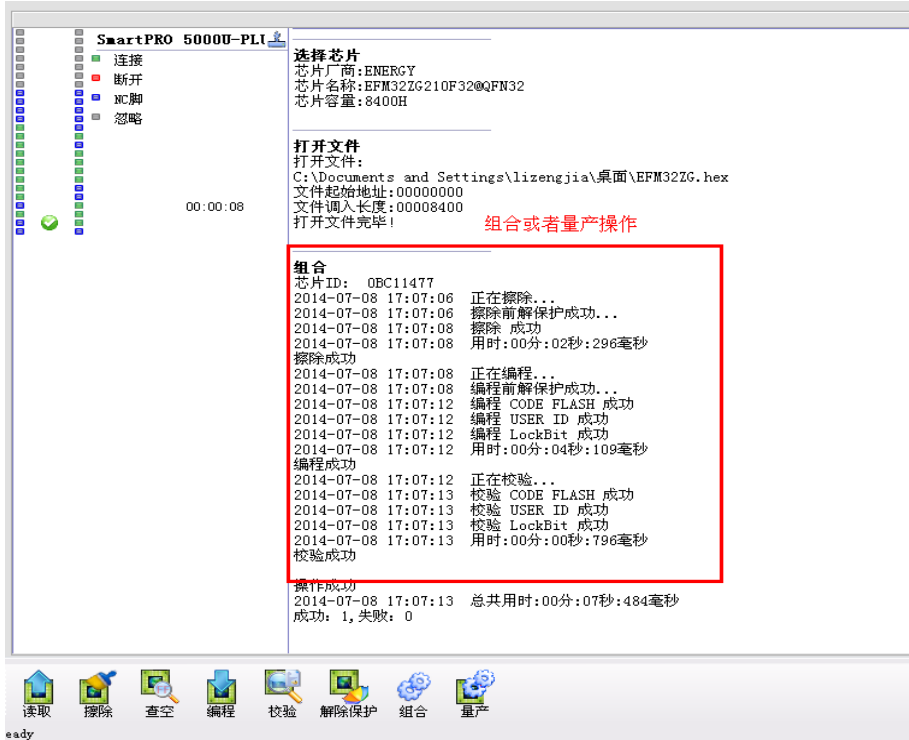 SmartPRO 5000U-PLU
连接
断开
NC脚
忽略
00:00:08
选择芯片
芯片厂商:ENERGY
芯片名称:EFM32ZG210F32@QFN32
芯片容量:8400H
打开文件
打开文件:
C:\Documents and Settings\lizengjia\桌面\EFM32ZG.hex
文件起始地址:00000000
文件调入长度:00008400
打开文件完毕!
组合或者量产操作
组合
芯片ID: 0BC11477
2014-07-08 17:07:06 正在擦除...
2014-07-08 17:07:06 擦除前解保护成功...
2014-07-08 17:07:08 擦除 成功
2014-07-08 17:07:08 用时:00分:02秒:296毫秒
擦除成功
2014-07-08 17:07:08 正在编程...
2014-07-08 17:07:08 编程前解保护成功...
2014-07-08 17:07:12 编程 CODE FLASH 成功
2014-07-08 17:07:12 编程 USER ID 成功
2014-07-08 17:07:12 编程 LockBit 成功
2014-07-08 17:07:12 用时:00分:04秒:109毫秒
编程成功
2014-07-08 17:07:12 正在校验...
2014-07-08 17:07:13 校验 CODE FLASH 成功
2014-07-08 17:07:13 校验 USER ID 成功
2014-07-08 17:07:13 校验 LockBit 成功
2014-07-08 17:07:13 用时:00分:00秒:796毫秒
校验成功
操作成功
2014-07-08 17:07:13 总共用时:00分:07秒:484毫秒
成功: 1,失败: 0
读取 擦除 查空 编程 校验 解除保护 组合 量产
eady